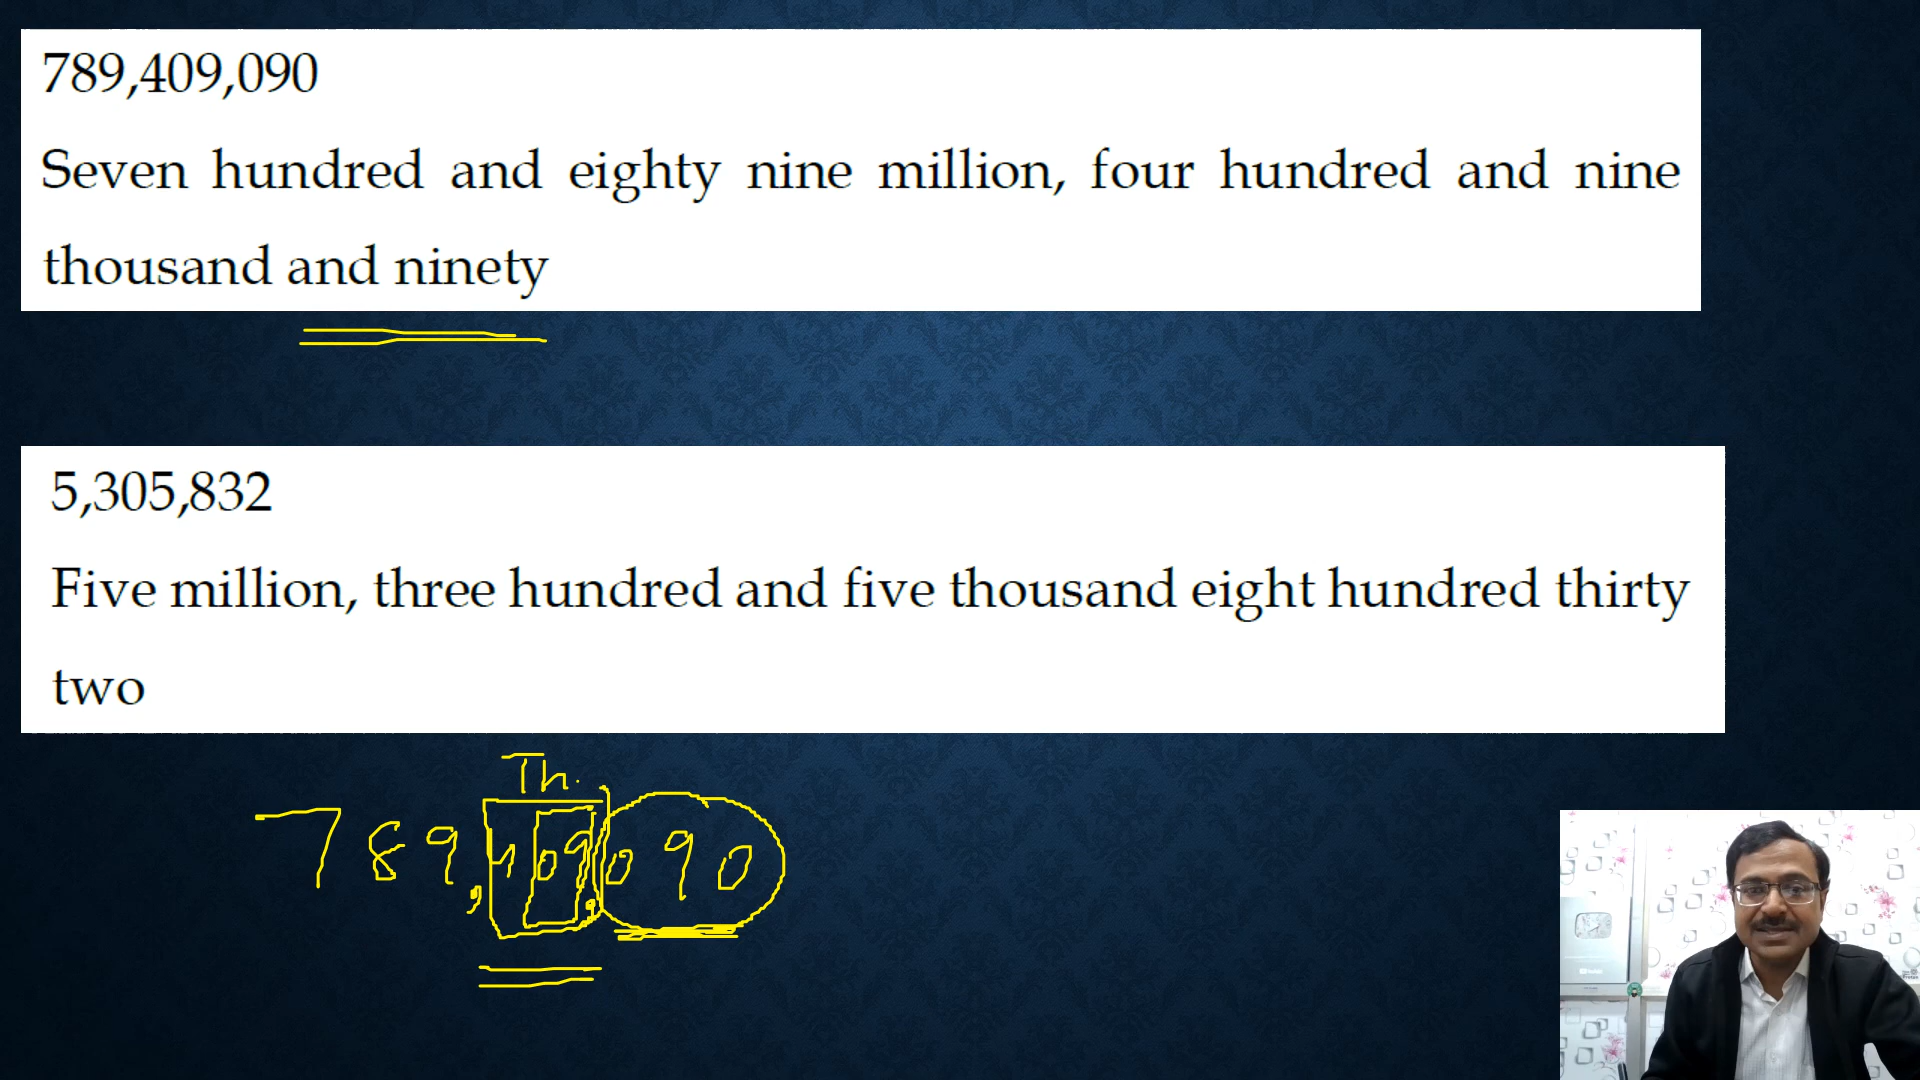 789,409,090
Seven hundred and eighty nine million, four hundred and nine
thousand and ninety
5,305,832
Five million, three hundred and five thousand eight hundred thirty
two
Th.
789,409,090